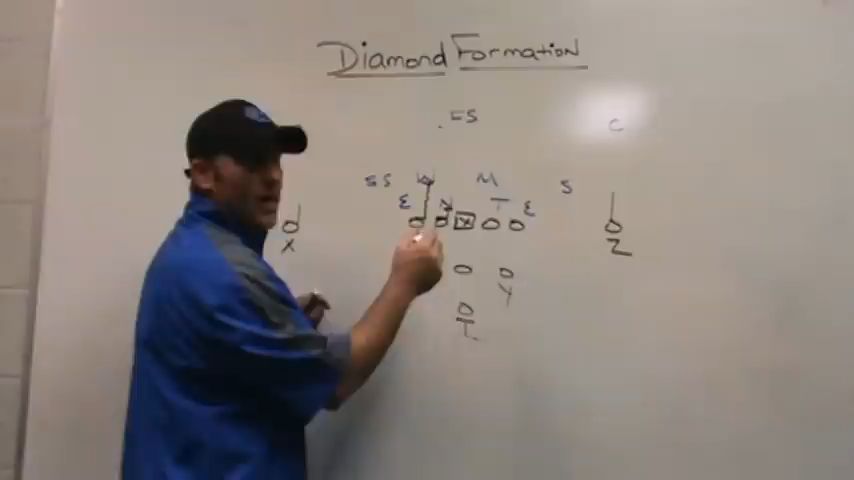 Diamond Formation
FS C
SS W M S
E N T E
X
X Z
Y